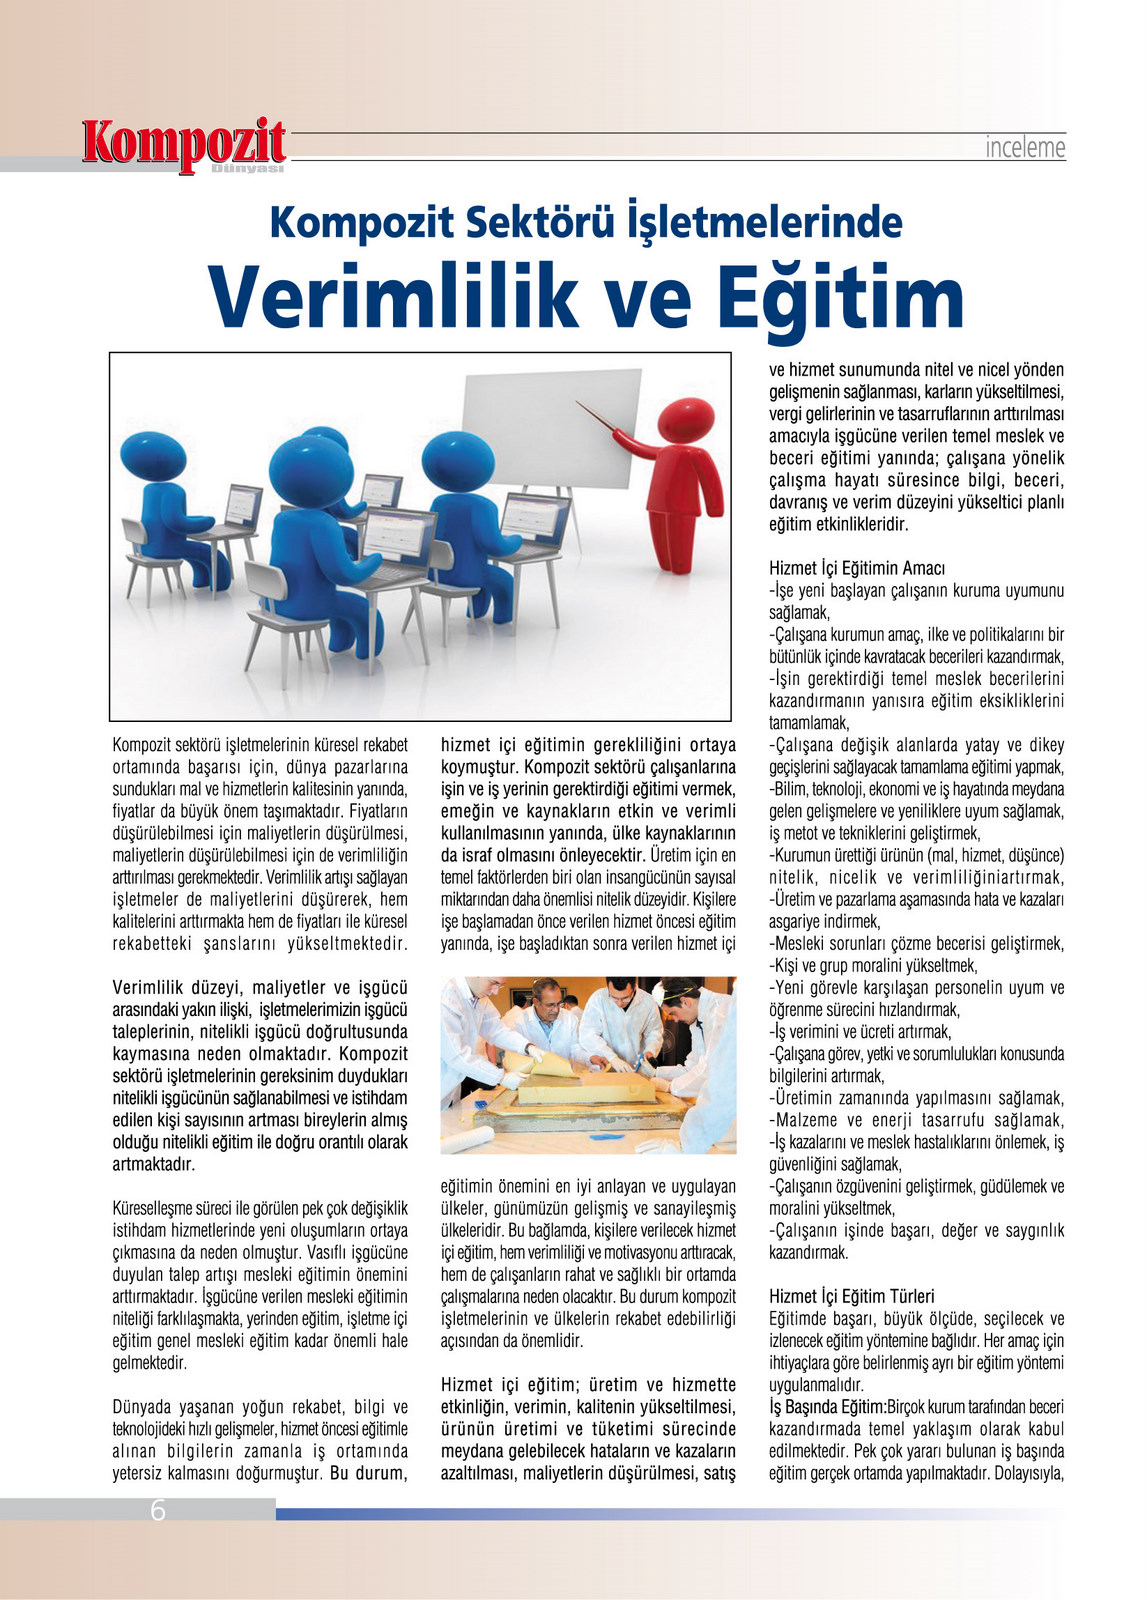 Kompozit
Dünyası
inceleme
Kompozit Sektörü İşletmelerinde
Verimlilik ve Eğitim
Kompozit sektörü işletmelerinin küresel rekabet
ortamında başarısı için, dünya pazarlarına
sundukları mal ve hizmetlerin kalitesinin yanında,
fiyatlar da büyük önem taşımaktadır. Fiyatların
düşürülebilmesi için maliyetlerin düşürülmesi,
maliyetlerin düşürülebilmesi için de verimliliğin
arttırılması gerekmektedir. Verimlilik artışı sağlayan
işletmeler de maliyetlerini düşürerek, hem
kalitelerini arttırmakta hem de fiyatları ile küresel
rekabetteki şanslarını yükseltmektedir.
Verimlilik düzeyi, maliyetler ve işgücü
arasındaki yakın ilişki, işletmelerimizin işgücü
taleplerinin, nitelikli işgücü doğrultusunda
kaymasına neden olmaktadır. Kompozit
sektörü işletmelerinin gereksinim duydukları
nitelikli işgücünün sağlanabilmesi ve istihdam
edilen kişi sayısının artması bireylerin almış
olduğu nitelikli eğitim ile doğru orantılı olarak
artmaktadır.
Küreselleşme süreci ile görülen pek çok değişiklik
istihdam hizmetlerinde yeni oluşumların ortaya
çıkmasına da neden olmuştur. Vasıflı işgücüne
duyulan talep artışı mesleki eğitimin önemini
arttırmaktadır. İşgücüne verilen mesleki eğitimin
niteliği farklılaşmakta, yerinden eğitim, işletme içi
eğitim genel mesleki eğitim kadar önemli hale
gelmektedir.
Dünyada yaşanan yoğun rekabet, bilgi ve
teknolojideki hızlı gelişmeler, hizmet öncesi eğitimle
alınan bilgilerin zamanla iş ortamında
yetersiz kalmasını doğurmuştur. Bu durum,
hizmet içi eğitimin gerekliliğini ortaya
koymuştur. Kompozit sektörü çalışanlarına
işin ve iş yerinin gerektirdiği eğitimi vermek,
emeğin ve kaynakların etkin ve verimli
kullanılmasının yanında, ülke kaynaklarının
da israf olmasını önleyecektir. Üretim için en
temel faktörlerden biri olan insangücünün sayısal
miktarından daha önemlisi nitelik düzeyidir. Kişilere
işe başlamadan önce verilen hizmet öncesi eğitim
yanında, işe başladıktan sonra verilen hizmet içi
eğitimin önemini en iyi anlayan ve uygulayan
ülkeler, günümüzün gelişmiş ve sanayileşmiş
ülkeleridir. Bu bağlamda, kişilere verilecek hizmet
içi eğitim, hem verimliliği ve motivasyonu arttıracak,
hem de çalışanların rahat ve sağlıklı bir ortamda
çalışmalarına neden olacaktır. Bu durum kompozit
işletmelerinin ve ülkelerin rekabet edebilirliği
açısından da önemlidir.
Hizmet içi eğitim; üretim ve hizmette
etkinliğin, verimin, kalitenin yükseltilmesi,
ürünün üretimi ve tüketimi sürecinde
meydana gelebilecek hataların ve kazaların
azaltılması, maliyetlerin düşürülmesi, satış
ve hizmet sunumunda nitel ve nicel yönden
gelişmenin sağlanması, karların yükseltilmesi,
vergi gelirlerinin ve tasarruflarının arttırılması
amacıyla işgücüne verilen temel meslek ve
beceri eğitimi yanında; çalışana yönelik
çalışma hayatı süresince bilgi, beceri,
davranış ve verim düzeyini yükseltici planlı
eğitim etkinlikleridir.
Hizmet İçi Eğitimin Amacı
-İşe yeni başlayan çalışanın kuruma uyumunu
sağlamak,
-Çalışana kurumun amaç, ilke ve politikalarını bir
bütünlük içinde kavratacak becerileri kazandırmak,
-İşin gerektirdiği temel meslek becerilerini
kazandırmanın yanısıra eğitim eksikliklerini
tamamlamak,
-Çalışana değişik alanlarda yatay ve dikey
geçişlerini sağlayacak tamamlama eğitimi yapmak,
-Bilim, teknoloji, ekonomi ve iş hayatında meydana
gelen gelişmelere ve yeniliklere uyum sağlamak,
iş metot ve tekniklerini geliştirmek,
-Kurumun ürettiği ürünün (mal, hizmet, düşünce)
nitelik, nicelik ve verimliliğiniartırmak,
-Üretim ve pazarlama aşamasında hata ve kazaları
asgariye indirmek,
-Mesleki sorunları çözme becerisi geliştirmek,
-Kişi ve grup moralini yükseltmek,
-Yeni görevle karşılaşan personelin uyum ve
öğrenme sürecini hızlandırmak,
-İş verimini ve ücreti artırmak,
-Çalışana görev, yetki ve sorumlulukları konusunda
bilgilerini artırmak,
-Üretimin zamanında yapılmasını sağlamak,
-Malzeme ve enerji tasarrufu sağlamak,
-İş kazalarını ve meslek hastalıklarını önlemek, iş
güvenliğini sağlamak,
-Çalışanın özgüvenini geliştirmek, güdülemek ve
moralini yükseltmek,
-Çalışanın işinde başarı, değer ve saygınlık
kazandırmak.
Hizmet İçi Eğitim Türleri
Eğitimde başarı, büyük ölçüde, seçilecek ve
izlenecek eğitim yöntemine bağlıdır. Her amaç için
ihtiyaçlara göre belirlenmiş ayrı bir eğitim yöntemi
uygulanmalıdır.
İş Başında Eğitim:Birçok kurum tarafından beceri
kazandırmada temel yaklaşım olarak kabul
edilmektedir. Pek çok yararı bulunan iş başında
eğitim gerçek ortamda yapılmaktadır. Dolayısıyla,
6